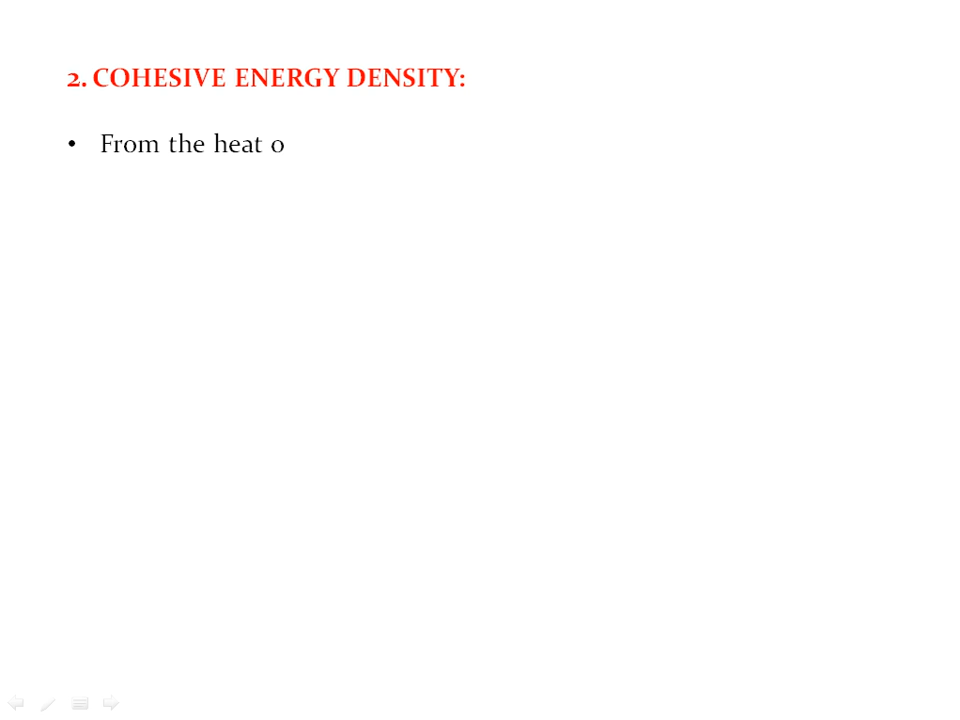 2. COHESIVE ENERGY DENSITY:
• From the heat o